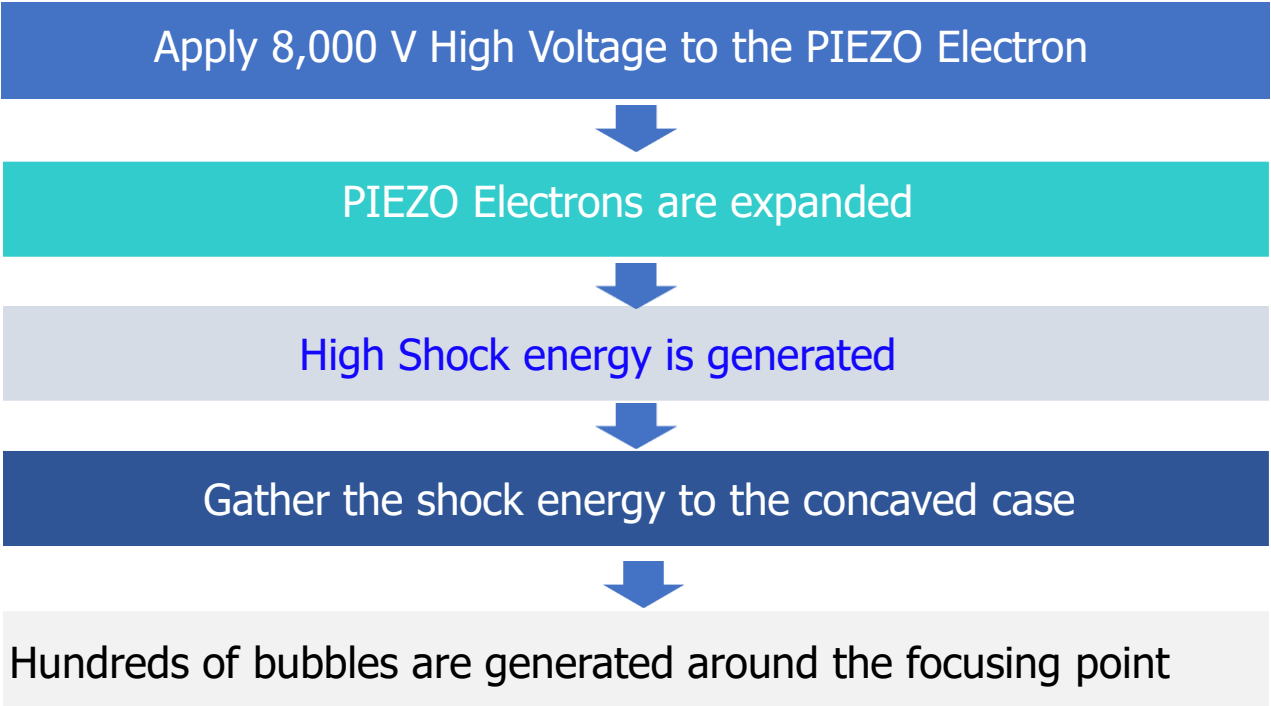 Apply 8,000 V High Voltage to the PIEZO Electron
PIEZO Electrons are expanded
High Shock energy is generated
Gather the shock energy to the concaved case
Hundreds of bubbles are generated around the focusing point